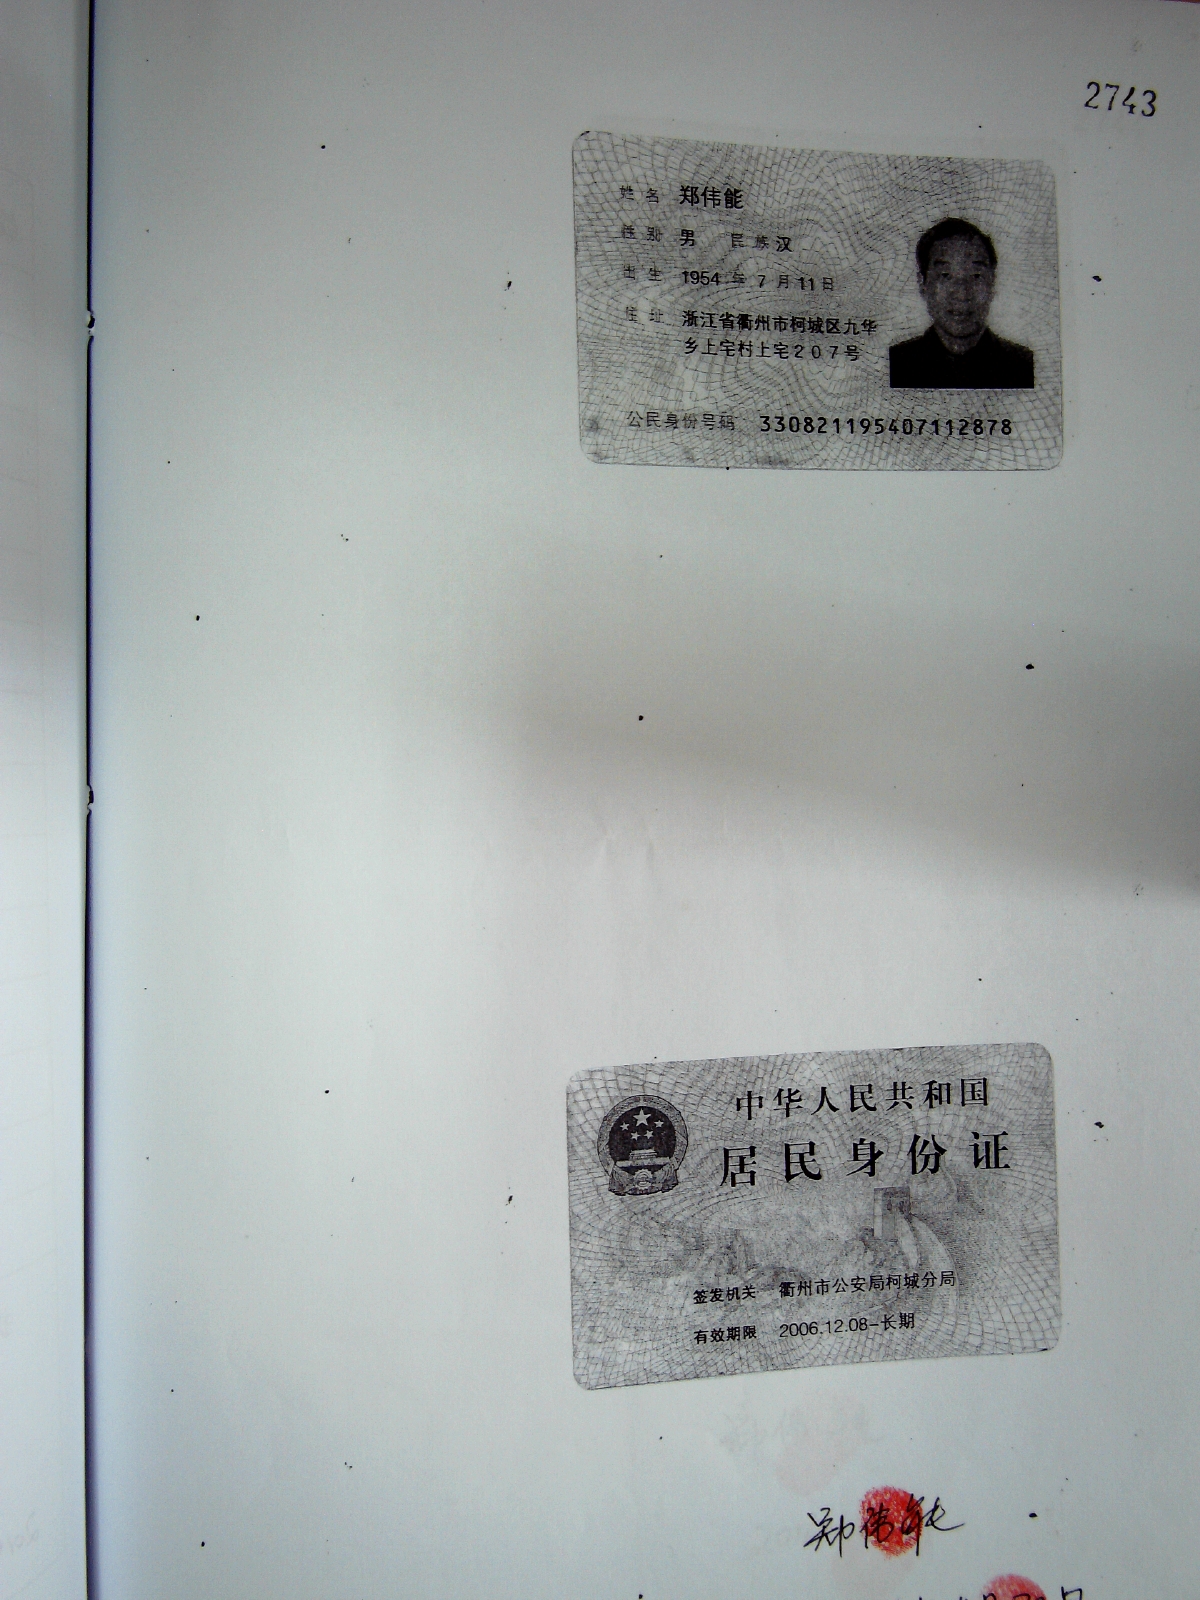 2743
姓名 郑伟能
性别 男 民族 汉
出生 1954 年 7 月 11 日
住址 浙江省衢州市柯城区九华
乡上宅村上宅207号
公民身份号码 330821195407112878
中华人民共和国
居民身份证
签发机关 衢州市公安局柯城分局
有效期限 2006.12.08-长期
郑伟能